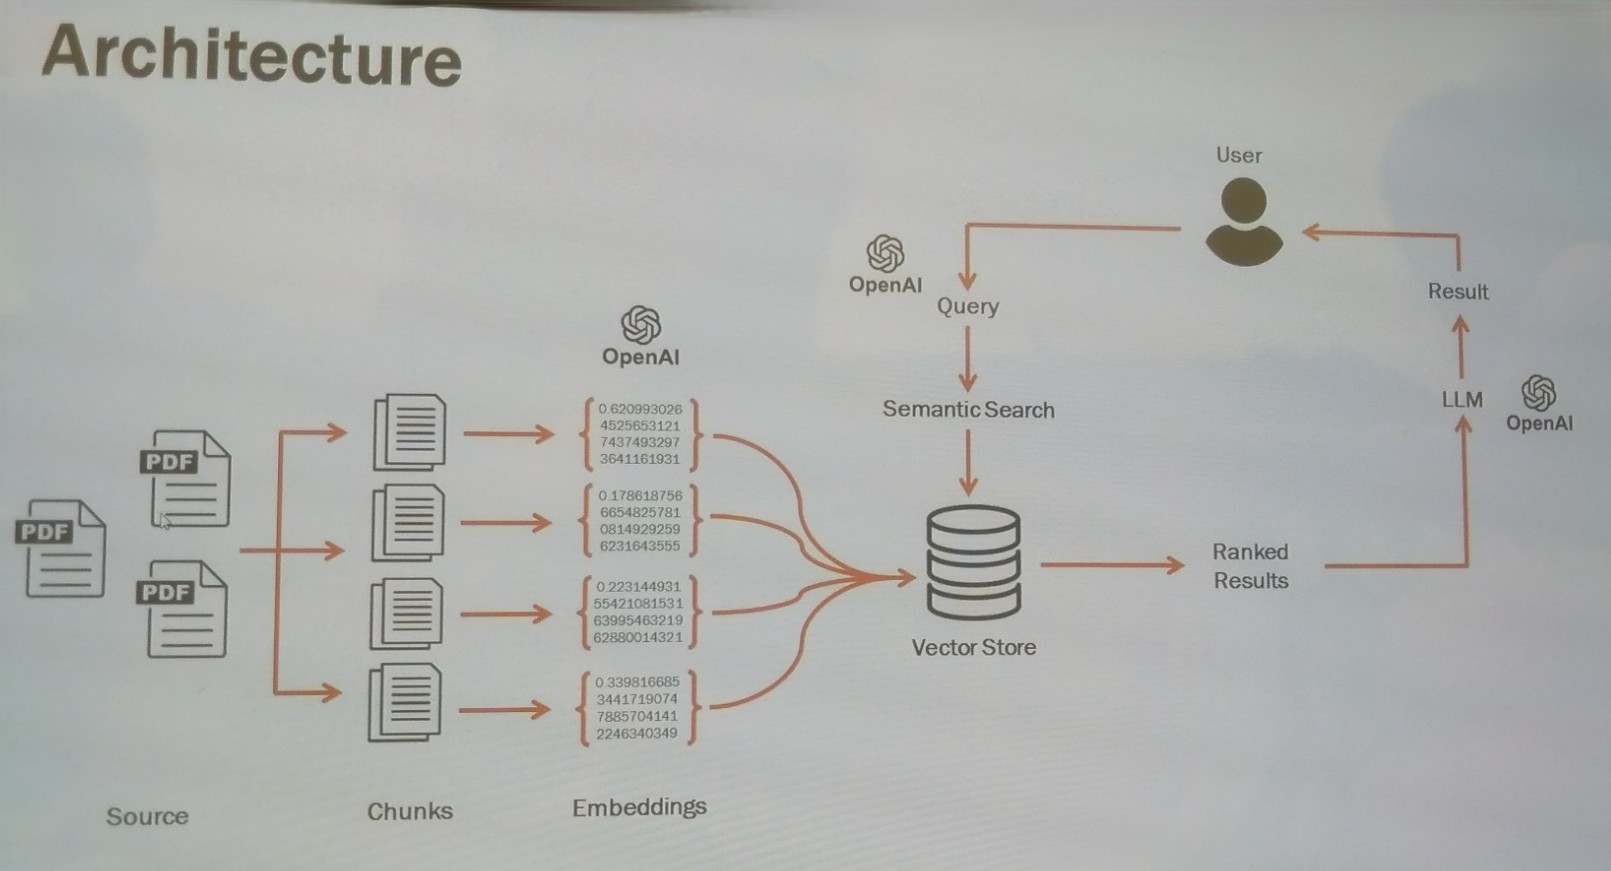 Architecture
User
OpenAI
Query
Result
OpenAI
Semantic Search
LLM
OpenAI
PDF
PDF
PDF
0.620993026
4525653121
7437493297
3641161931
0.178618756
6654825781
0814929259
6231643555
0.223144931
55421081531
63995463219
62880014321
0.339816685
3441719074
7885704141
2246340349
Ranked
Results
Vector Store
Source
Chunks
Embeddings